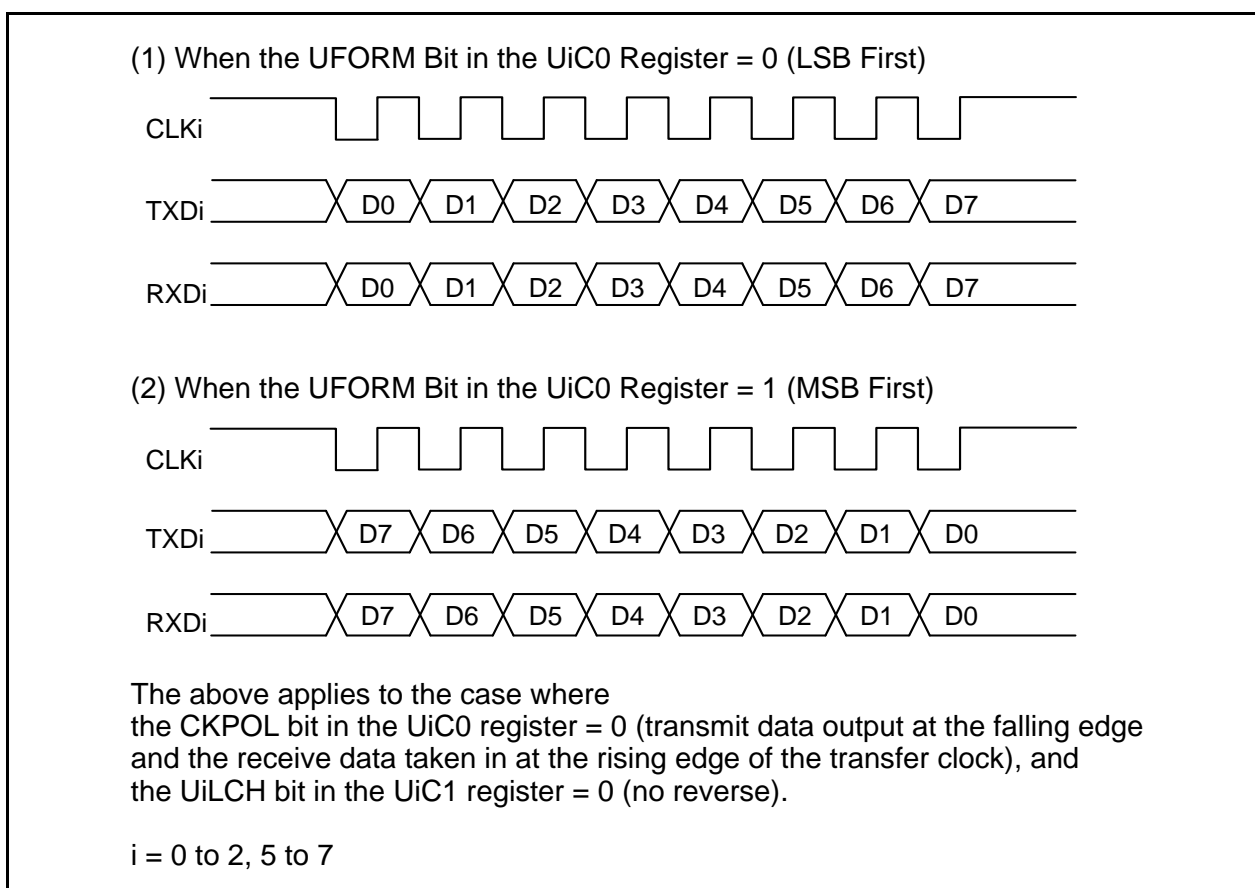 (1) When the UFORM Bit in the UiC0 Register = 0 (LSB First)
CLKi
TXDi D0 D1 D2 D3 D4 D5 D6 D7
RXDi D0 D1 D2 D3 D4 D5 D6 D7
(2) When the UFORM Bit in the UiC0 Register = 1 (MSB First)
CLKi
TXDi D7 D6 D5 D4 D3 D2 D1 D0
RXDi D7 D6 D5 D4 D3 D2 D1 D0
The above applies to the case where
the CKPOL bit in the UiC0 register = 0 (transmit data output at the falling edge
and the receive data taken in at the rising edge of the transfer clock), and
the UiLCH bit in the UiC1 register = 0 (no reverse).
i = 0 to 2, 5 to 7